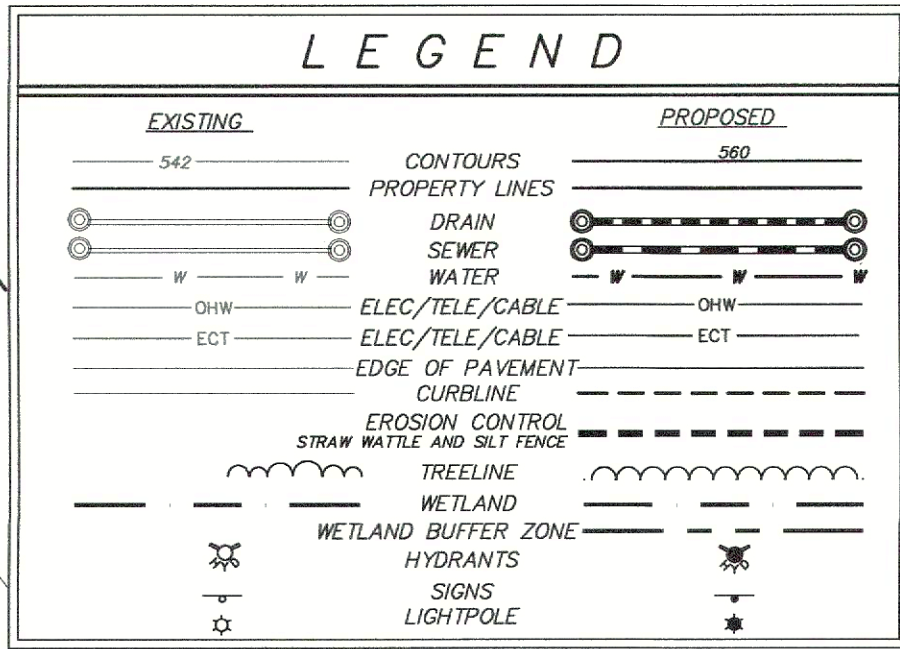 LEGEND
EXISTING PROPOSED
542 CONTOURS 560
PROPERTY LINES
DRAIN
SEWER
W W WATER W W W
OHW ELEC/TELE/CABLE OHW
ECT ELEC/TELE/CABLE ECT
EDGE OF PAVEMENT
CURBLINE
EROSION CONTROL
STRAW WATTLE AND SILT FENCE
TREELINE
WETLAND
WETLAND BUFFER ZONE
HYDRANTS
SIGNS
LIGHTPOLE